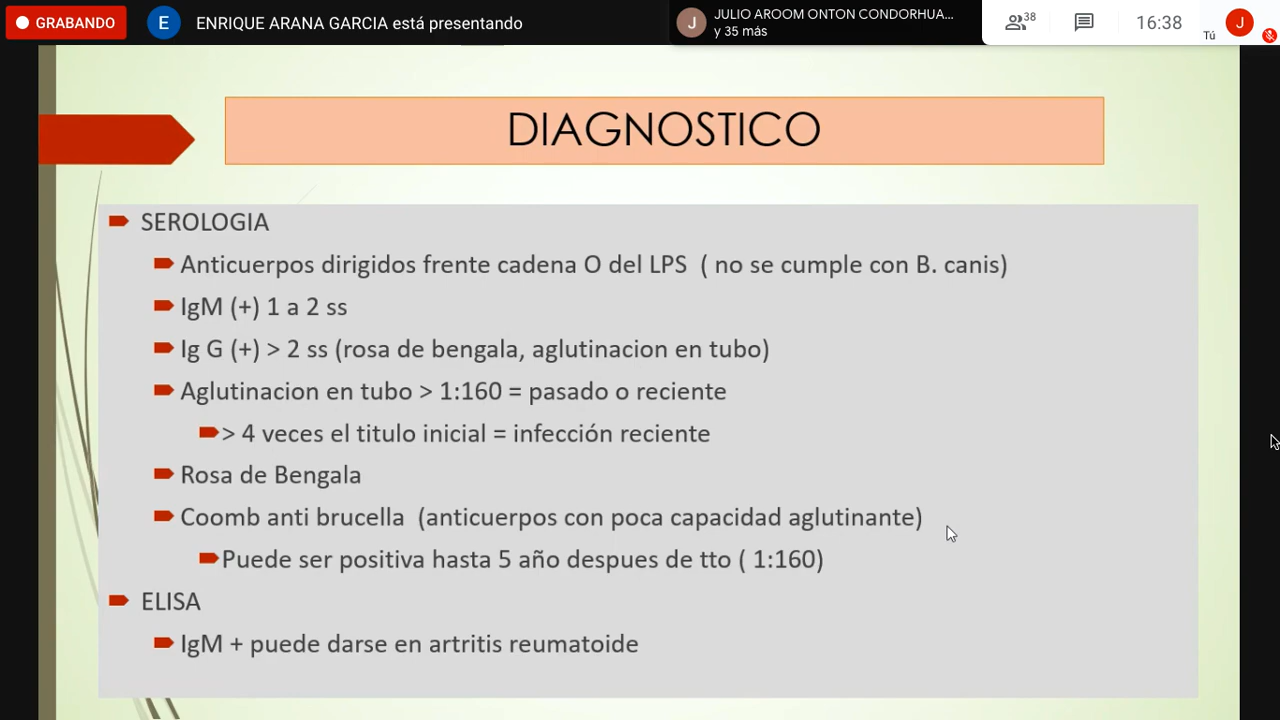 GRABANDO
E
ENRIQUE ARANA GARCIA está presentando
J
JULIO AROOM ONTON CONDORHUA...
y 35 más
38
16:38
Tú
J
DIAGNOSTICO
SEROLOGIA
Anticuerpos dirigidos frente cadena O del LPS ( no se cumple con B. canis)
IgM (+) 1 a 2 ss
Ig G (+) > 2 ss (rosa de bengala, aglutinacion en tubo)
Aglutinacion en tubo > 1:160 = pasado o reciente
> 4 veces el titulo inicial = infección reciente
Rosa de Bengala
Coomb anti brucella (anticuerpos con poca capacidad aglutinante)
Puede ser positiva hasta 5 año despues de tto ( 1:160)
ELISA
IgM + puede darse en artritis reumatoide